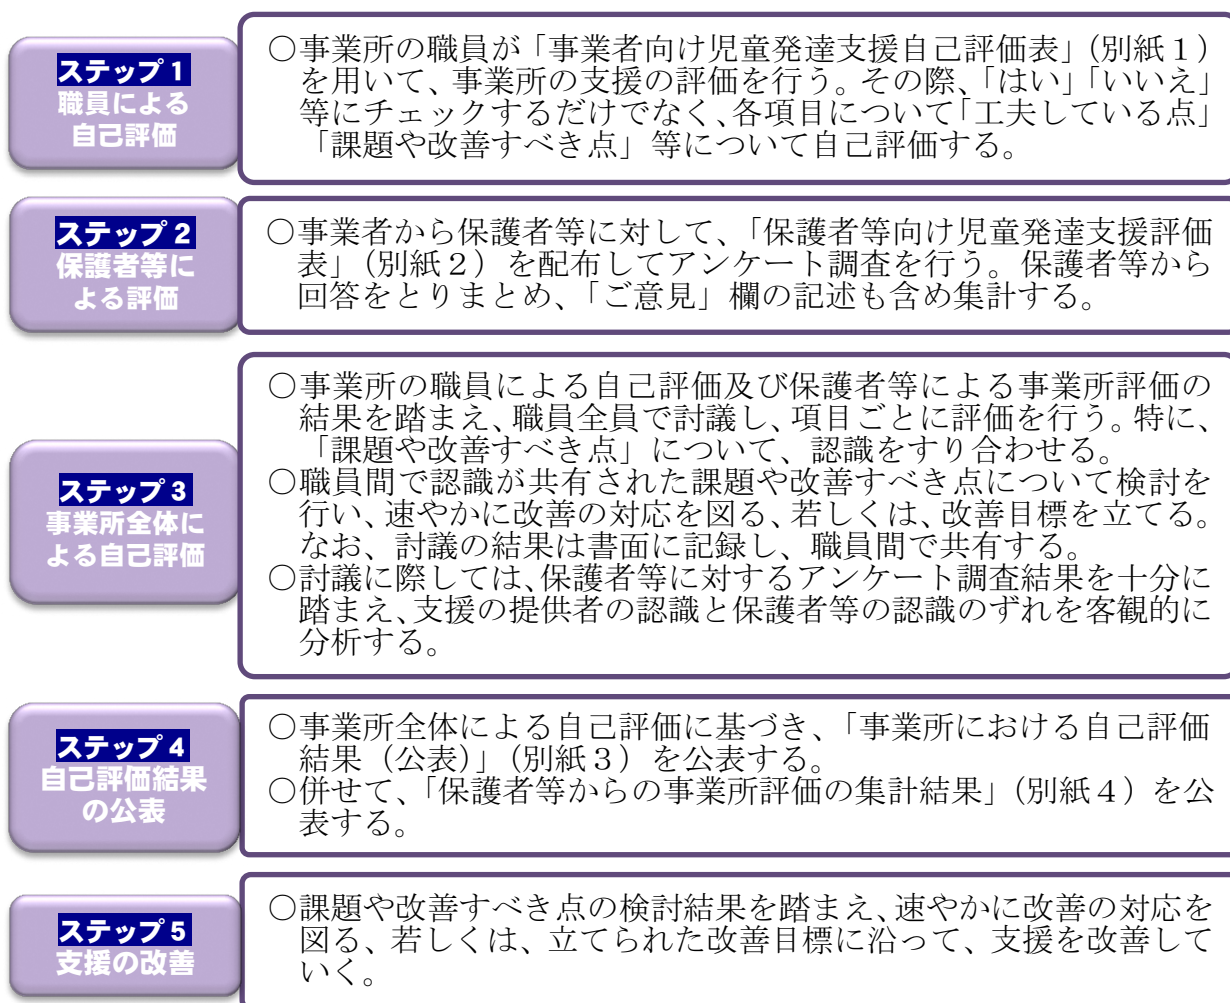 ステップ1
職員による
自己評価
○事業所の職員が「事業者向け児童発達支援自己評価表」(別紙1)
を用いて、事業所の支援の評価を行う。その際、「はい」「いいえ」
等にチェックするだけでなく、各項目について「工夫している点」
「課題や改善すべき点」等について自己評価する。
ステップ2
保護者等に
よる評価
○事業者から保護者等に対して、「保護者等向け児童発達支援評価
表」(別紙2)を配布してアンケート調査を行う。保護者等から
回答をとりまとめ、「ご意見」欄の記述も含め集計する。
ステップ3
事業所全体に
よる自己評価
○事業所の職員による自己評価及び保護者等による事業所評価の
結果を踏まえ、職員全員で討議し、項目ごとに評価を行う。特に、
「課題や改善すべき点」について、認識をすり合わせる。
○職員間で認識が共有された課題や改善すべき点について検討を
行い、速やかに改善の対応を図る、若しくは、改善目標を立てる。
なお、討議の結果は書面に記録し、職員間で共有する。
○討議に際しては、保護者等に対するアンケート調査結果を十分に
踏まえ、支援の提供者の認識と保護者等の認識のずれを客観的に
分析する。
ステップ4
自己評価結果
の公表
○事業所全体による自己評価に基づき、「事業所における自己評価
結果(公表)」(別紙3)を公表する。
○併せて、「保護者等からの事業所評価の集計結果」(別紙4)を公
表する。
ステップ5
支援の改善
○課題や改善すべき点の検討結果を踏まえ、速やかに改善の対応を
図る、若しくは、立てられた改善目標に沿って、支援を改善して
いく。